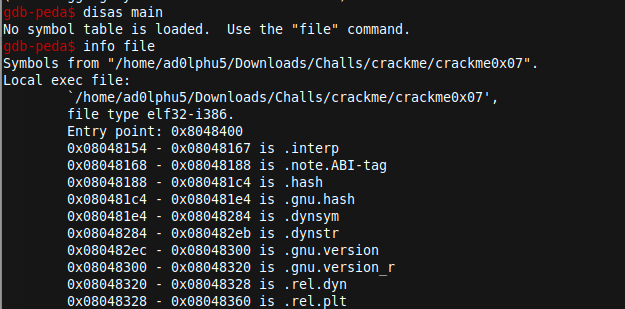 gdb-peda$ disas main
No symbol table is loaded.  Use the "file" command.
gdb-peda$ info file
Symbols from "/home/ad0lphu5/Downloads/Challs/crackme/crackme0x07".
Local exec file:
`/home/ad0lphu5/Downloads/Challs/crackme/crackme0x07',
file type elf32-i386.
Entry point: 0x8048400
0x08048154 - 0x08048167 is .interp
0x08048168 - 0x08048188 is .note.ABI-tag
0x08048188 - 0x080481c4 is .hash
0x080481c4 - 0x080481e4 is .gnu.hash
0x080481e4 - 0x08048284 is .dynsym
0x08048284 - 0x080482eb is .dynstr
0x080482ec - 0x08048300 is .gnu.version
0x08048300 - 0x08048320 is .gnu.version_r
0x08048320 - 0x08048328 is .rel.dyn
0x08048328 - 0x08048360 is .rel.plt